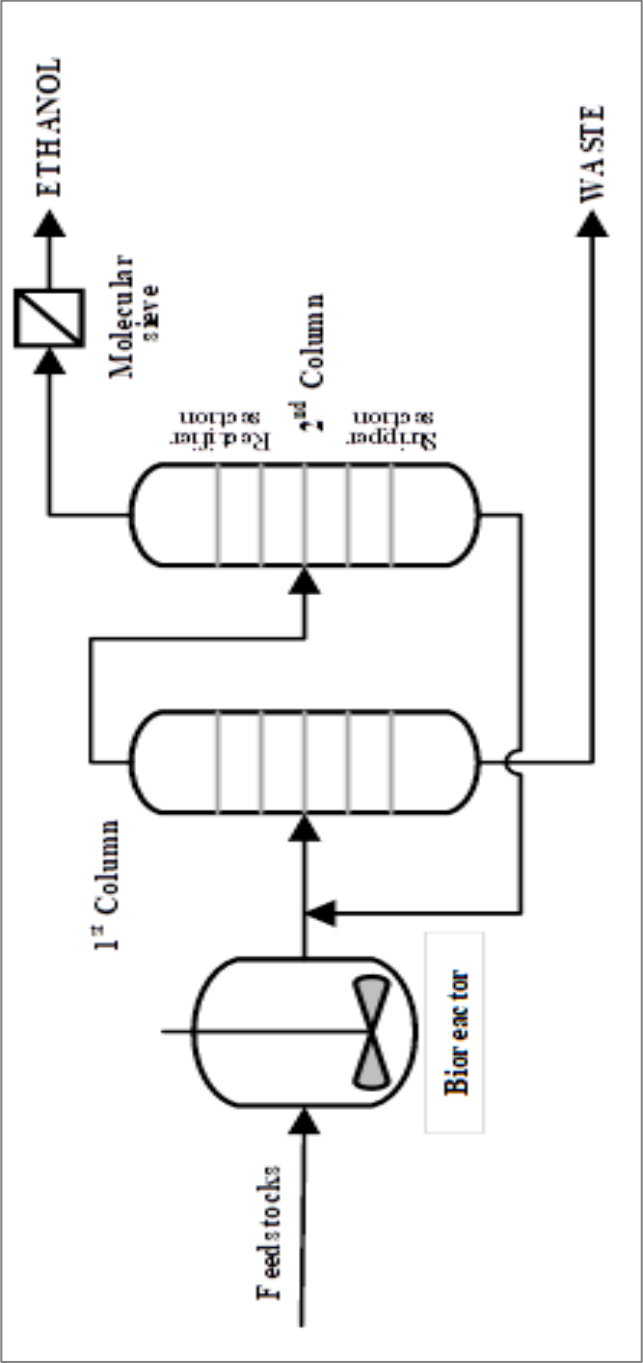 Feedstocks
Bioreactor
1st Column
2nd Column
Rectifier
section
Stripper
section
Molecular
sieve
ETHANOL
WASTE